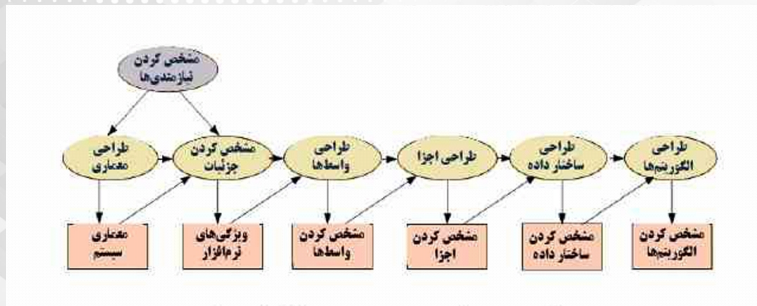 مشخص کردن
نیازمندی‌ها
طراحی
معماری
مشخص کردن
جزئیات
طراحی
واسط‌ها
طراحی اجزا
طراحی
ساختار داده
طراحی
الگوریتم‌ها
معماری
سیستم
ویژگی‌های
نرم‌افزار
مشخص کردن
واسط‌ها
مشخص کردن
اجزا
مشخص کردن
ساختار داده
مشخص کردن
الگوریتم‌ها